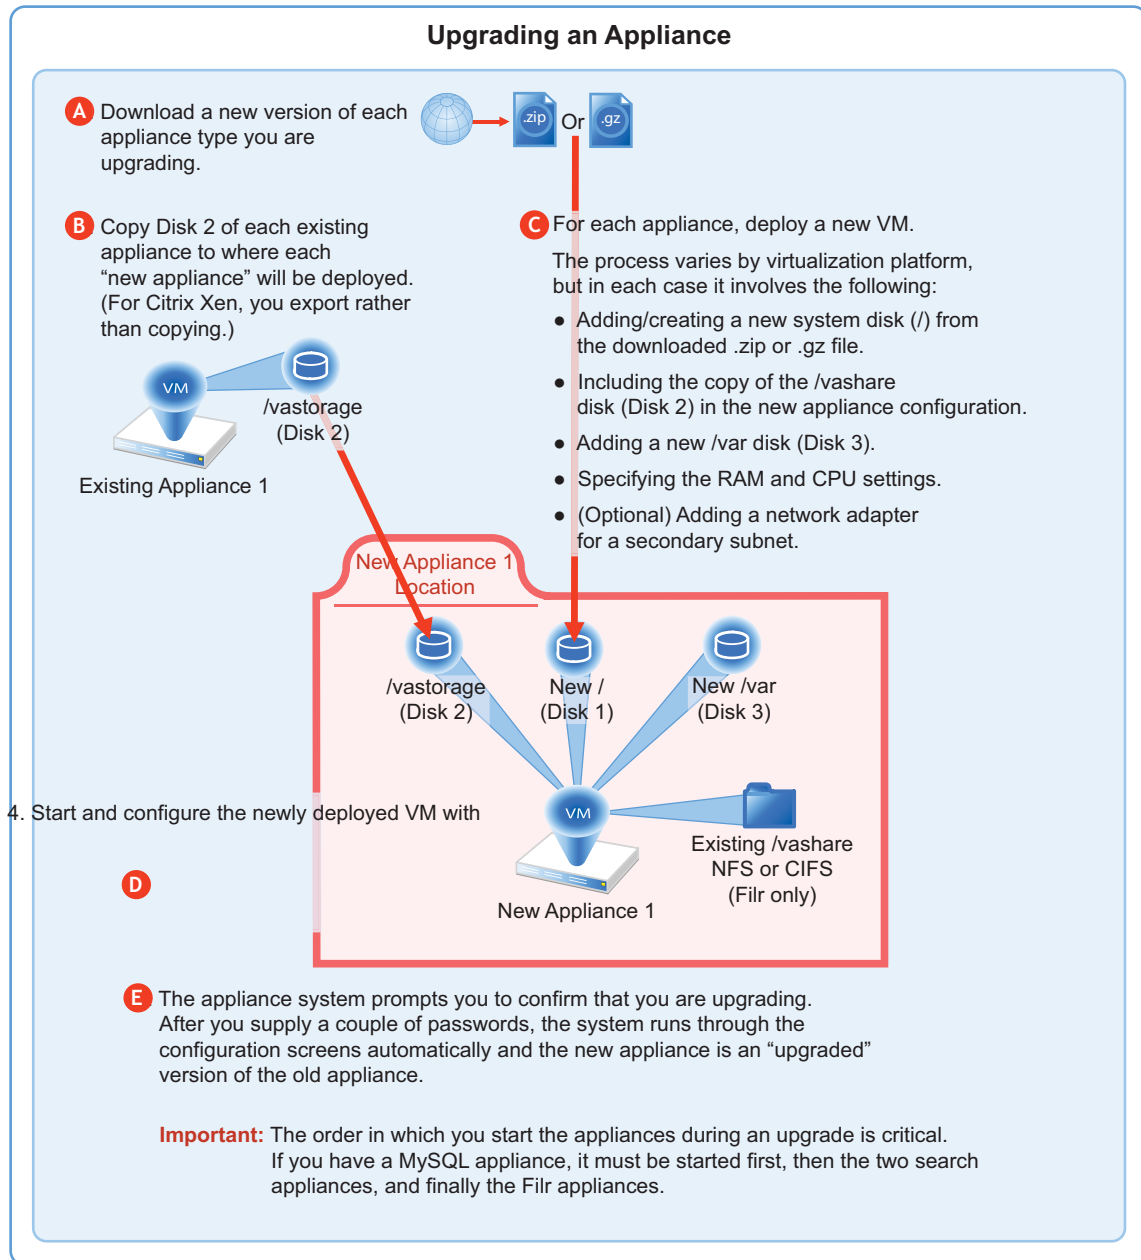 Upgrading an Appliance
A
Download a new version of each
appliance type you are
upgrading.
.zip
Or
.gz
B
Copy Disk 2 of each existing
appliance to where each
“new appliance” will be deployed.
(For Citrix Xen, you export rather
than copying.)
VM
/vastorage
(Disk 2)
Existing Appliance 1
C
For each appliance, deploy a new VM.
The process varies by virtualization platform,
but in each case it involves the following:
● Adding/creating a new system disk (/) from
the downloaded .zip or .gz file.
● Including the copy of the /vashare
disk (Disk 2) in the new appliance configuration.
● Adding a new /var disk (Disk 3).
● Specifying the RAM and CPU settings.
● (Optional) Adding a network adapter
for a secondary subnet.
New Appliance 1
Location
/vastorage
(Disk 2)
New /
(Disk 1)
New /var
(Disk 3)
4. Start and configure the newly deployed VM with
VM
Existing /vashare
NFS or CIFS
(Filr only)
D
New Appliance 1
E
The appliance system prompts you to confirm that you are upgrading.
After you supply a couple of passwords, the system runs through the
configuration screens automatically and the new appliance is an “upgraded”
version of the old appliance.
Important: The order in which you start the appliances during an upgrade is critical.
If you have a MySQL appliance, it must be started first, then the two search
appliances, and finally the Filr appliances.